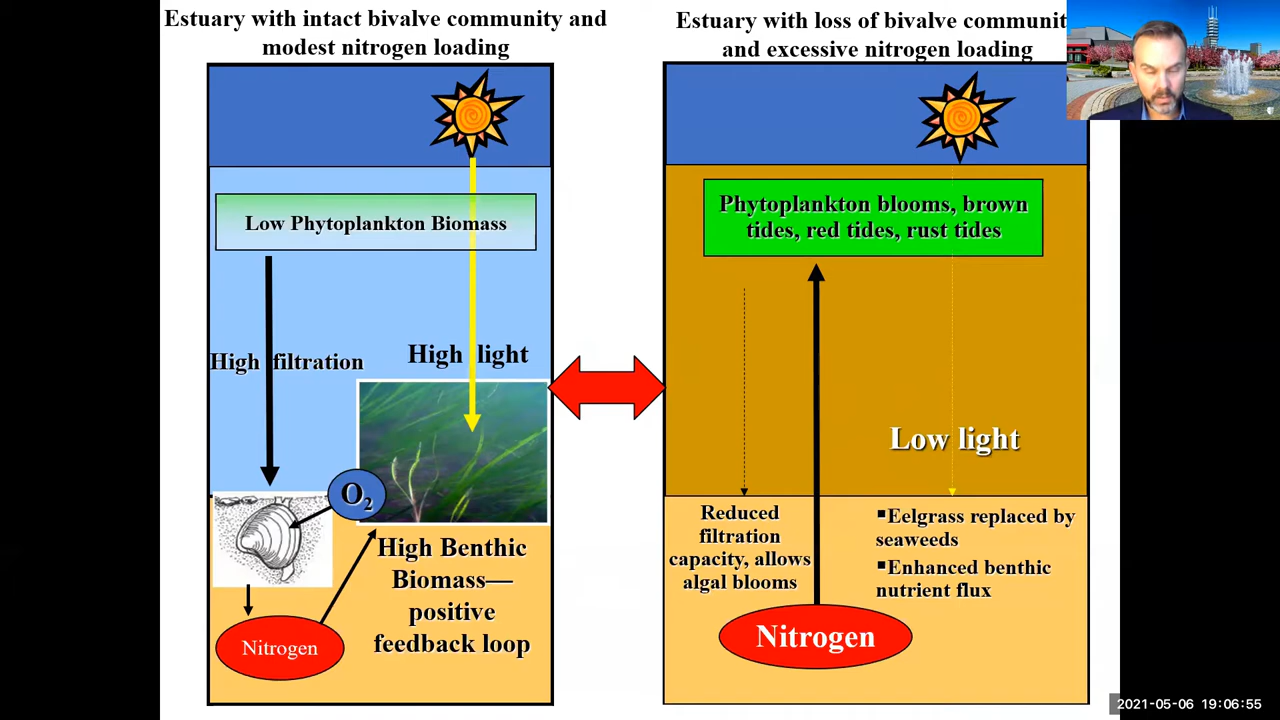 Estuary with intact bivalve community and
modest nitrogen loading
Low Phytoplankton Biomass
High filtration
High light
O2
High Benthic
Biomass—
positive
feedback loop
Nitrogen
Estuary with loss of bivalve communit
and excessive nitrogen loading
Phytoplankton blooms, brown
tides, red tides, rust tides
Low light
Reduced
filtration
capacity, allows
algal blooms
▪Eelgrass replaced by
seaweeds
▪Enhanced benthic
nutrient flux
Nitrogen
2021-05-06 19:06:55